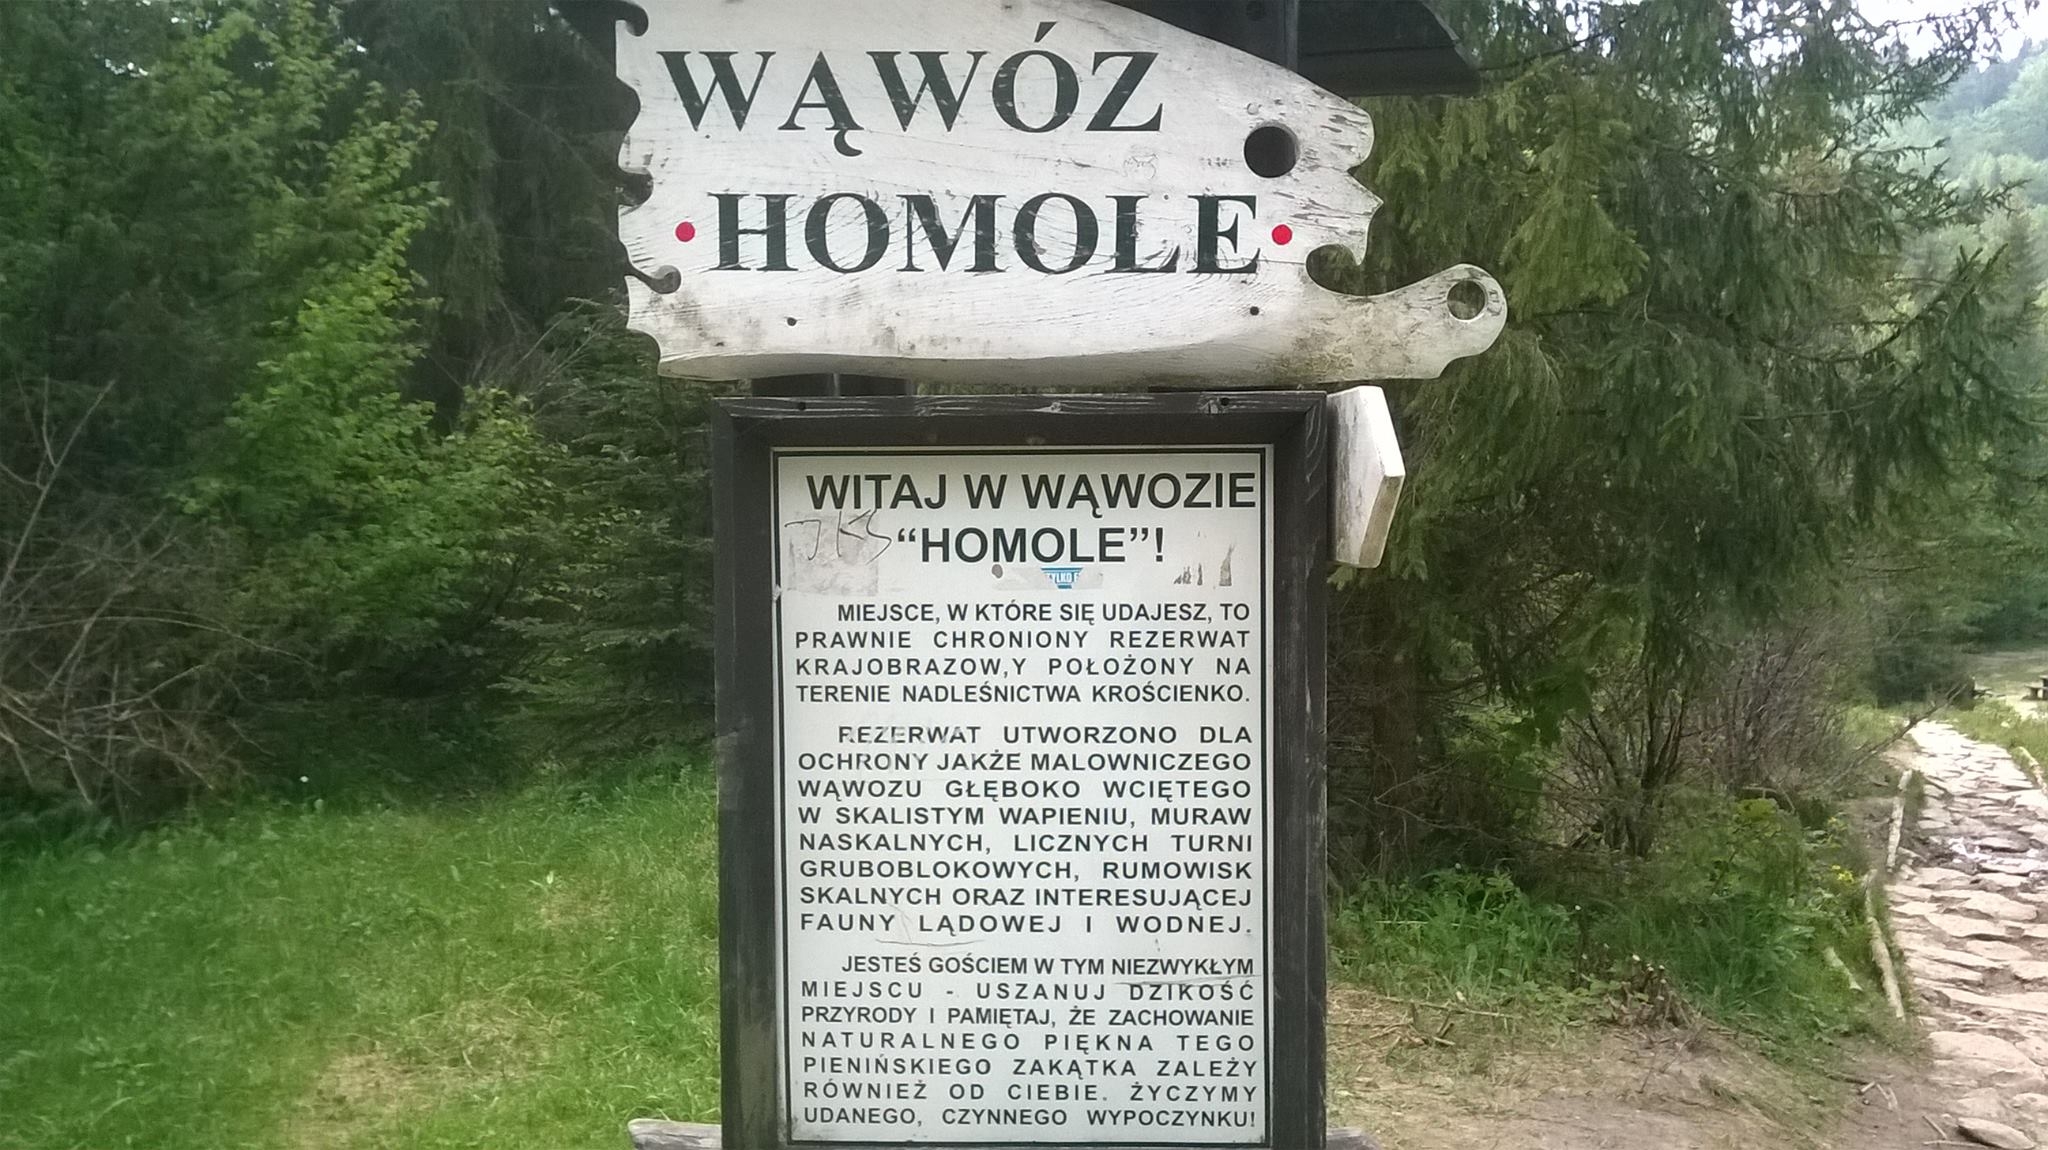 WĄWÓZ
HOMOLE
WITAJ W WĄWOZIE
“HOMOLE”!
JKS
TYLKO
MIEJSCE, W KTÓRE SIĘ UDAJESZ, TO
PRAWNIE CHRONIONY REZERWAT
KRAJOBRAZOW,Y POŁOŻONY NA
TERENIE NADLEŚNICTWA KROŚCIENKO.
REZERWAT UTWORZONO DLA
OCHRONY JAKŻE MALOWNICZEGO
WĄWOZU GŁĘBOKO WCIĘTEGO
W SKALISTYM WAPIENIU, MURAW
NASKALNYCH, LICZNYCH TURNI
GRUBOBLOKOWYCH, RUMOWISK
SKALNYCH ORAZ INTERESUJĄCEJ
FAUNY LĄDOWEJ I WODNEJ.
JESTEŚ GOŚCIEM W TYM NIEZWYKŁYM
MIEJSCU - USZANUJ DZIKOŚĆ
PRZYRODY I PAMIĘTAJ, ŻE ZACHOWANIE
NATURALNEGO PIĘKNA TEGO
PIENIŃSKIEGO ZAKĄTKA ZALEŻY
RÓWNIEŻ OD CIEBIE. ŻYCZYMY
UDANEGO, CZYNNEGO WYPOCZYNKU!